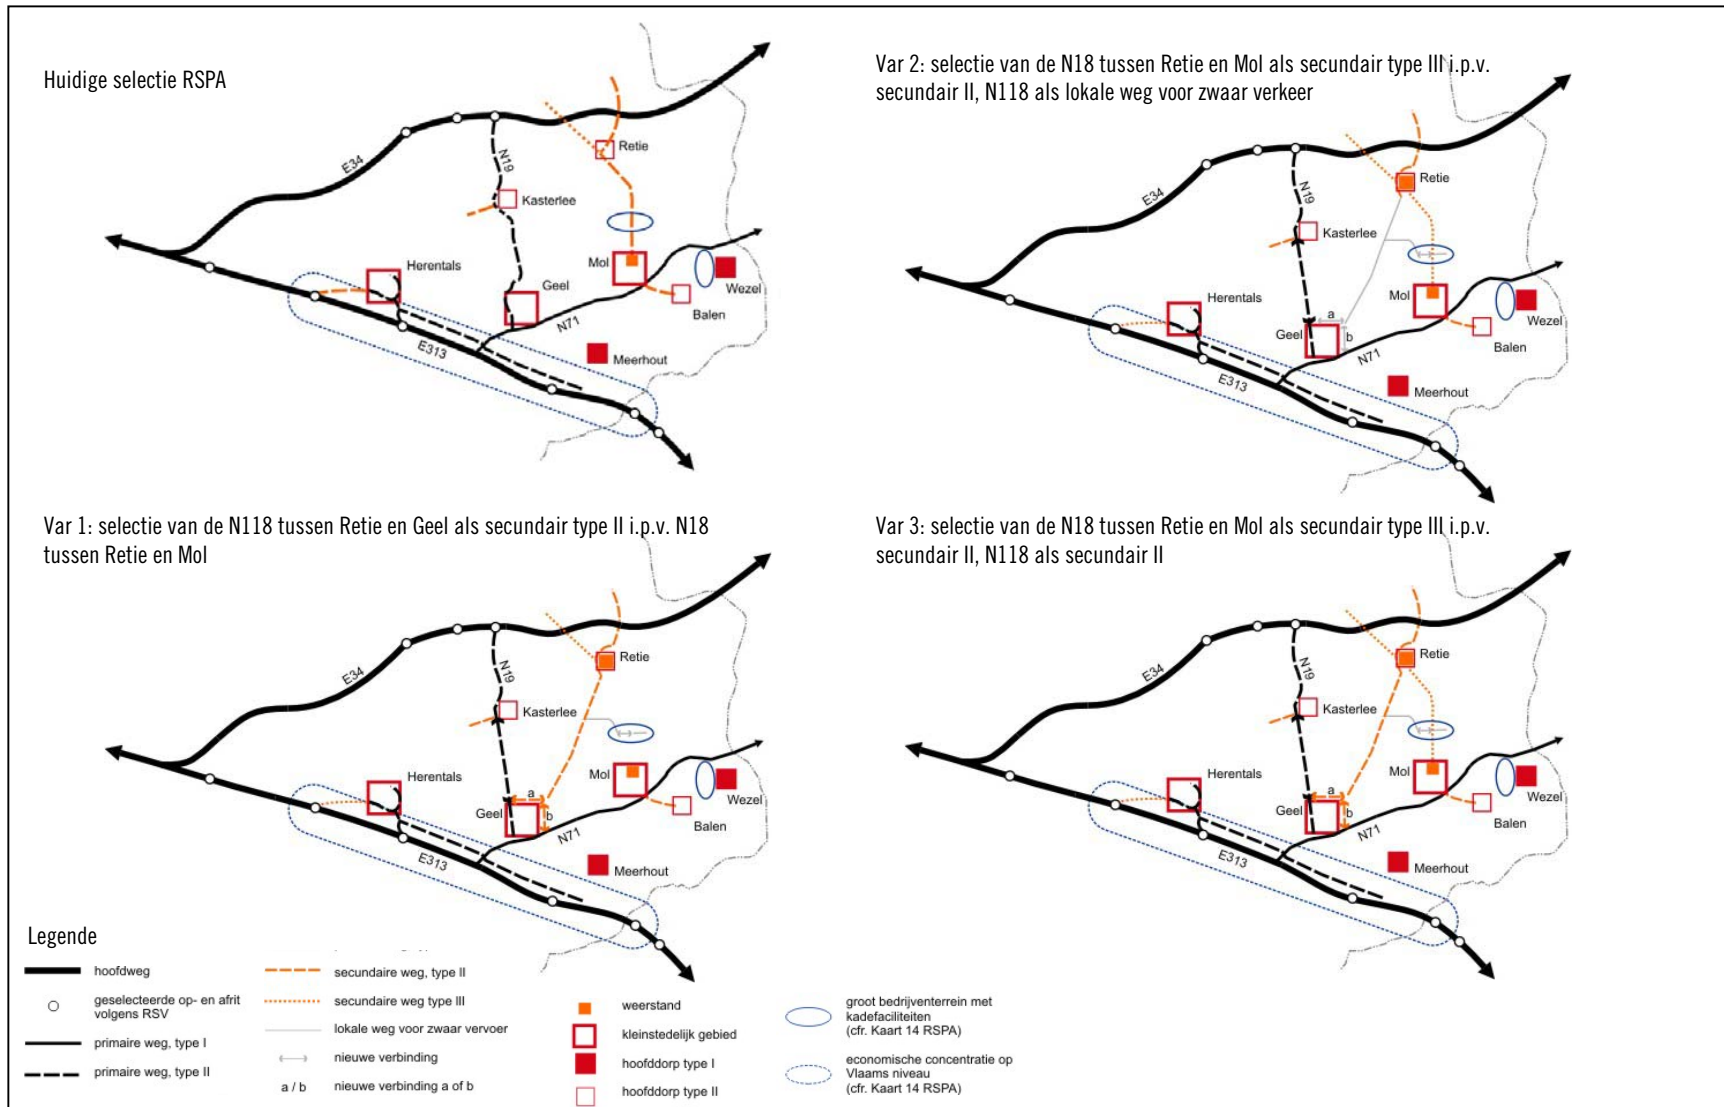 Huidige selectie RSPA
E34
N19
Retie
Kasterlee
Herentals
Geel
Mol
Wezel
Balen
N71
E313
Meerhout
Var 2: selectie van de N18 tussen Retie en Mol als secundair type III i.p.v.
secundair II, N118 als lokale weg voor zwaar verkeer
E34
N19
Retie
Kasterlee
Herentals
Mol
Wezel
a
Geel
b
Balen
N71
E313
Meerhout
Var 1: selectie van de N118 tussen Retie en Geel als secundair type II i.p.v. N18
tussen Retie en Mol
E34
N19
Retie
Kasterlee
Herentals
Mol
Wezel
a
Geel
b
Balen
N71
E313
Meerhout
Var 3: selectie van de N18 tussen Retie en Mol als secundair type III i.p.v.
secundair II, N118 als secundair II
E34
N19
Retie
Kasterlee
Herentals
Mol
Wezel
a
Geel
b
Balen
N71
E313
Meerhout
Legende
hoofdweg
geselecteerde op- en afrit
volgens RSV
primaire weg, type I
primaire weg, type II
secundaire weg, type II
secundaire weg type III
lokale weg voor zwaar vervoer
nieuwe verbinding
a / b
nieuwe verbinding a of b
weerstand
kleinstedelijk gebied
hoofddorp type I
hoofddorp type II
groot bedrijventerrein met
kadefaciliteiten
(cfr. Kaart 14 RSPA)
economische concentratie op
Vlaams niveau
(cfr. Kaart 14 RSPA)